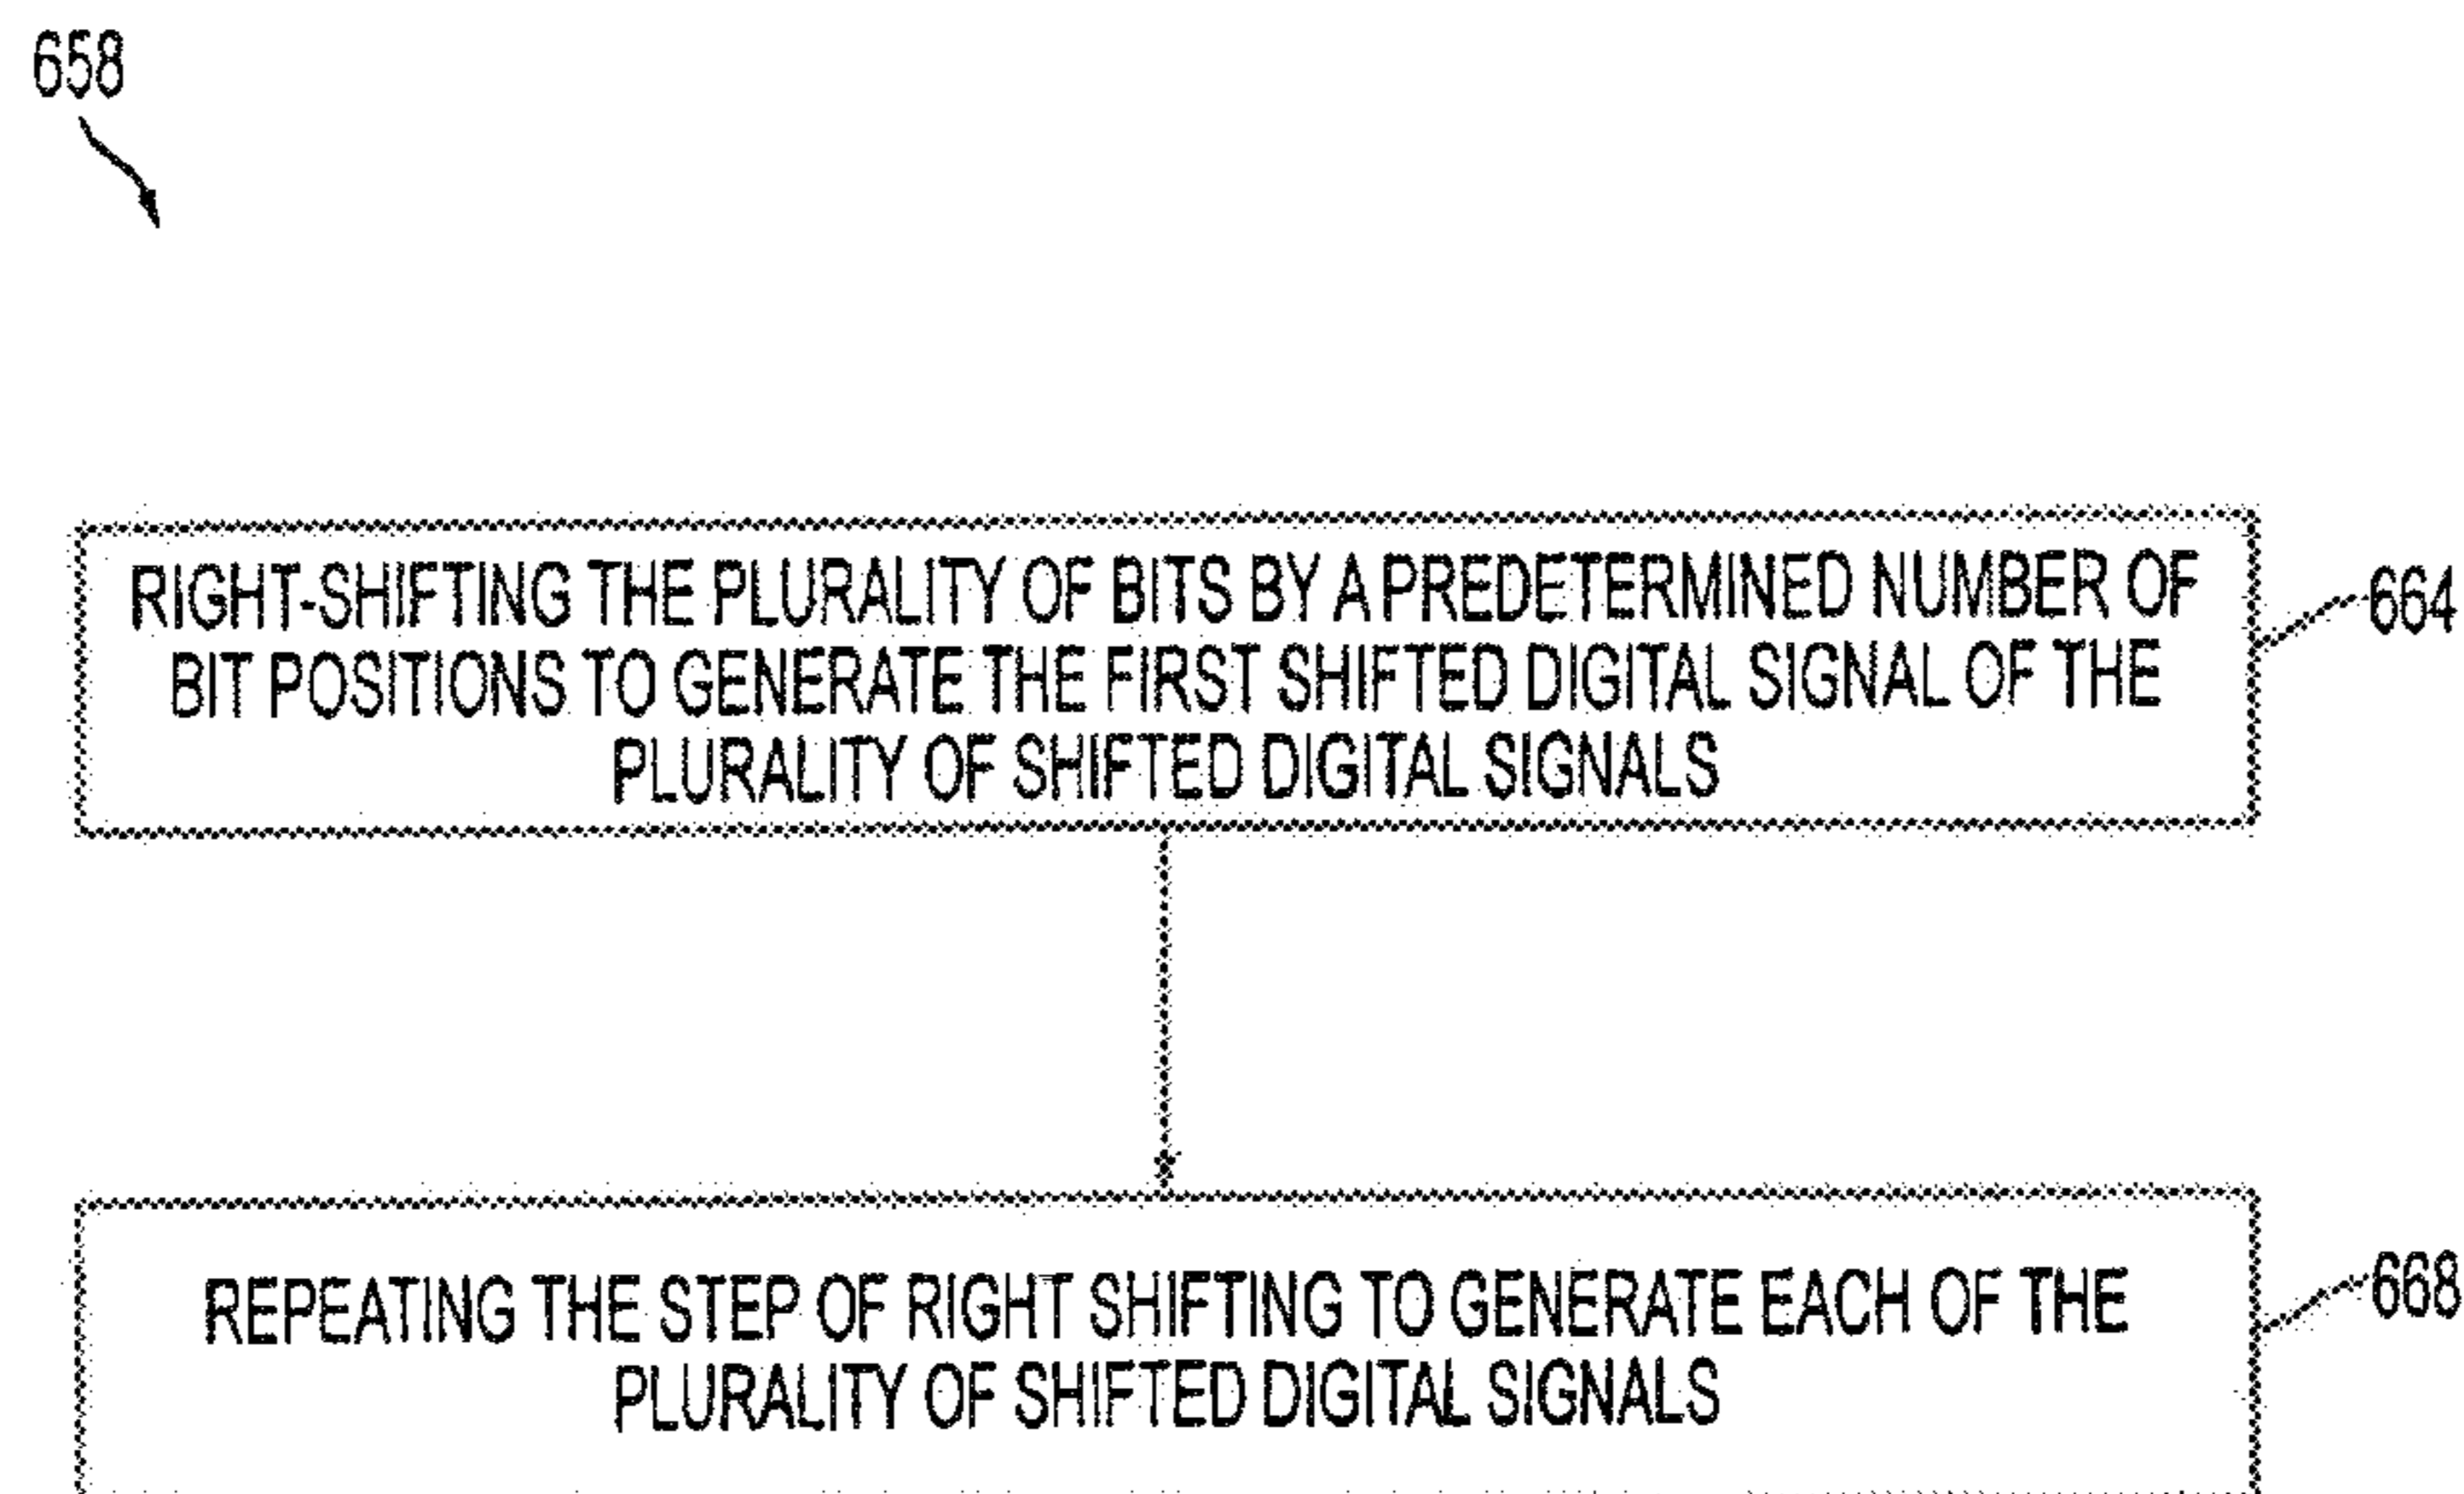 658
RIGHT-SHIFTING THE PLURALITY OF BITS BY A PREDETERMINED NUMBER OF
BIT POSITIONS TO GENERATE THE FIRST SHIFTED DIGITAL SIGNAL OF THE
PLURALITY OF SHIFTED DIGITAL SIGNALS
664
REPEATING THE STEP OF RIGHT SHIFTING TO GENERATE EACH OF THE
PLURALITY OF SHIFTED DIGITAL SIGNALS
668